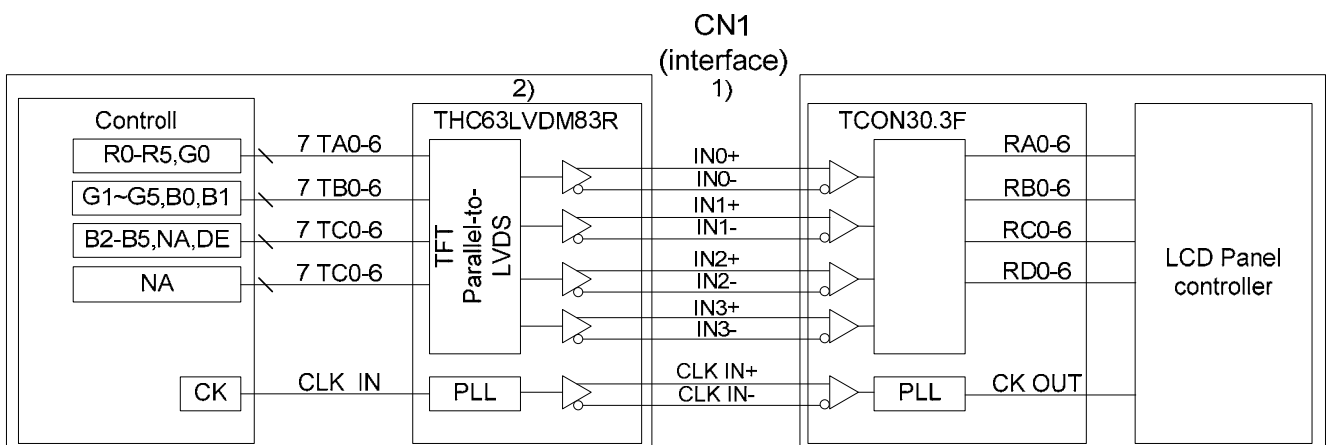 CN1
(interface)
2)
1)
Controll
THC63LVDM83R
TCON30.3F
R0-R5,G0
7 TA0-6
IN0+
IN0-
RA0-6
G1~G5,B0,B1
7 TB0-6
IN1+
IN1-
RB0-6
B2-B5,NA,DE
7 TC0-6
IN2+
IN2-
RC0-6
NA
7 TC0-6
IN3+
IN3-
RD0-6
TFT
Parallel-to-
LVDS
LCD Panel
controller
CK
CLK IN
PLL
CLK IN+
CLK IN-
PLL
CK OUT